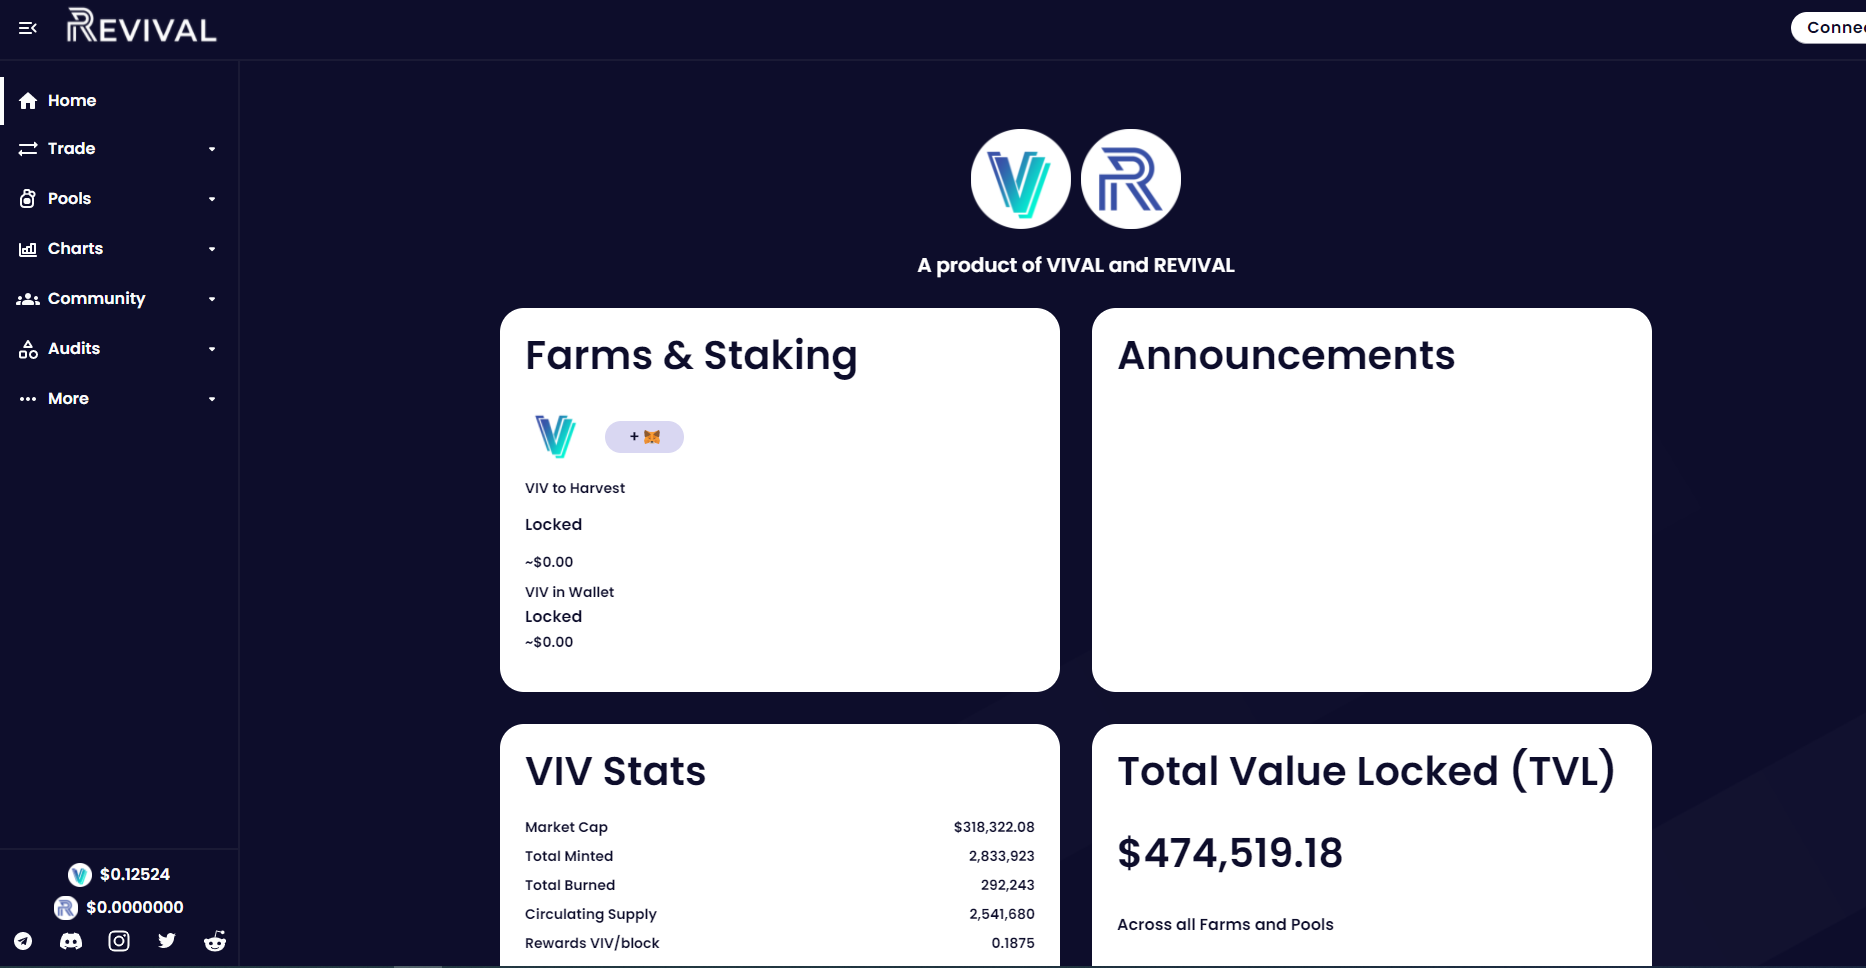 REVIVAL
Home
Trade
Pools
Charts
Community
Audits
More
$0.12524
$0.0000000
A product of VIVAL and REVIVAL
Farms & Staking
+
VIV to Harvest
Locked
~$0.00
VIV in Wallet
Locked
~$0.00
Announcements
VIV Stats
Market Cap $318,322.08
Total Minted 2,833,923
Total Burned 292,243
Circulating Supply 2,541,680
Rewards VIV/block 0.1875
Total Value Locked (TVL)
$474,519.18
Across all Farms and Pools